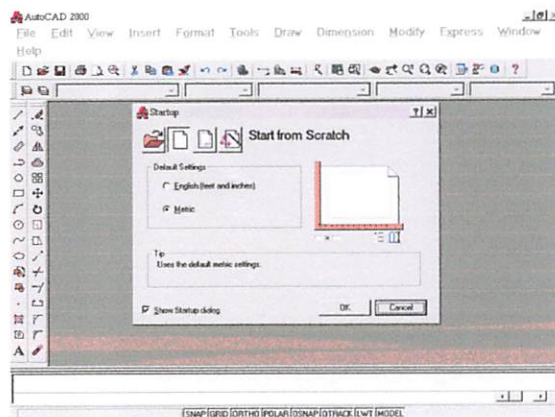 AutoCAD 2000
File Edit View Insert Format Tools Draw Dimension Modify Express Window
Help
Startup
Start from Scratch
Default Settings
English (feet and inches)
Metric
Tip
Uses the default metric settings.
Show Startup dialog
OK
Cancel
SNAP GRID ORTHO POLAR OSNAP OTRACK LWT MODEL